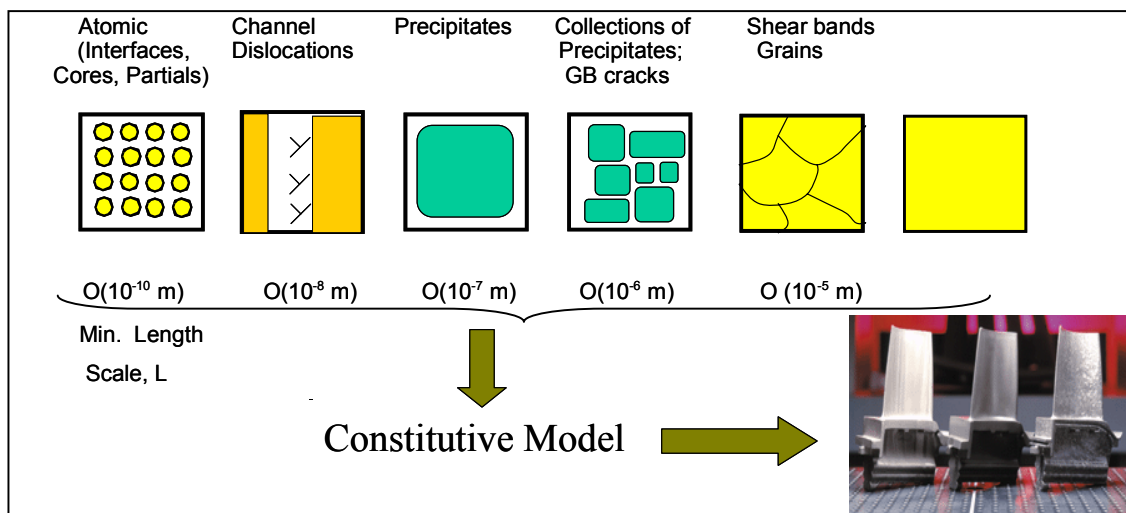 Atomic
(Interfaces,
Cores, Partials)
Channel
Dislocations
Precipitates
Collections of
Precipitates;
GB cracks
Shear bands
Grains
O(10-10 m)
O(10-8 m)
O(10-7 m)
O(10-6 m)
O (10-5 m)
Min. Length
Scale, L
Constitutive Model